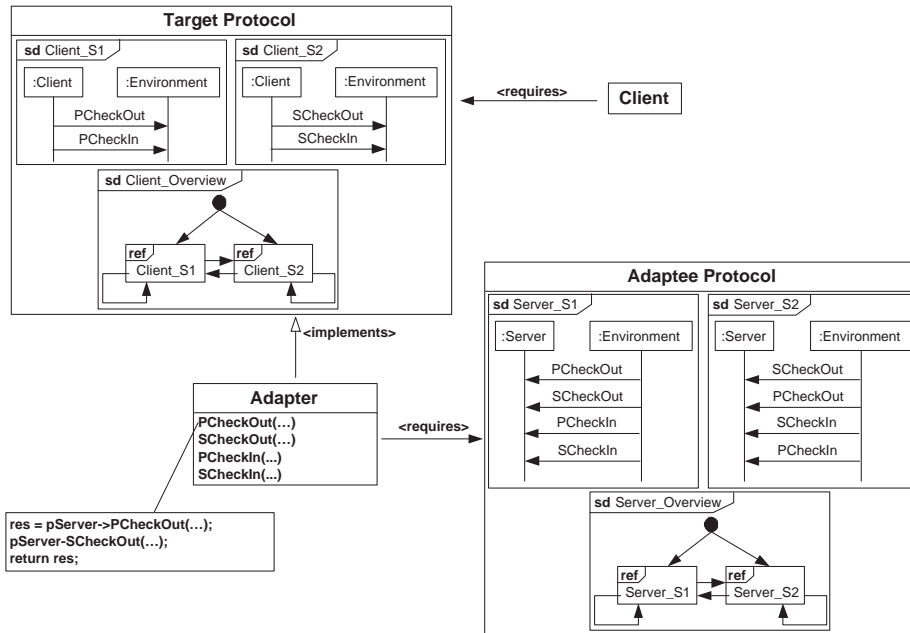 Target Protocol
sd Client_S1
:Client
:Environment
PCheckOut
PCheckIn
sd Client_S2
:Client
:Environment
SCheckOut
SCheckIn
sd Client_Overview
ref
Client_S1
ref
Client_S2
<requires>
Client
<implements>
Adapter
PCheckOut(…)
SCheckOut(…)
PCheckIn(...)
SCheckIn(...)
<requires>
res = pServer->PCheckOut(…);
pServer-SCheckOut(…);
return res;
Adaptee Protocol
sd Server_S1
:Server
:Environment
PCheckOut
SCheckOut
PCheckIn
SCheckIn
sd Server_S2
:Server
:Environment
SCheckOut
PCheckOut
SCheckIn
PCheckIn
sd Server_Overview
ref
Server_S1
ref
Server_S2